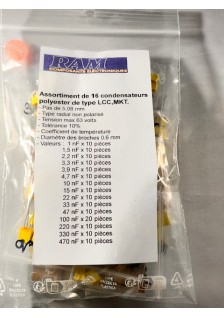 RAM
COMPOSANTS ELECTRONIQUES
Assortiment de 16 condensateurs
polyester de type LCC,MKT.
- Pas de 5.08 mm
- Type radial non polarisé
- Tension max 63 volts
- Tolérance 10%
- Coefficient de température
- Diamètre des broches 0.6 mm
- Valeurs : 1 nF x 10 pièces
1,5 nF x 10 pièces
2,2 nF x 10 pièces
3,3 nF x 10 pièces
3,9 nF x 10 pièces
4,7 nF x 10 pièces
10 nF x 10 pièces
15 nF x 10 pièces
22 nF x 10 pièces
33 nF x 10 pièces
47 nF x 10 pièces
100 nF x 20 pièces
220 nF x 10 pièces
330 nF x 10 pièces
470 nF x 10 pièces